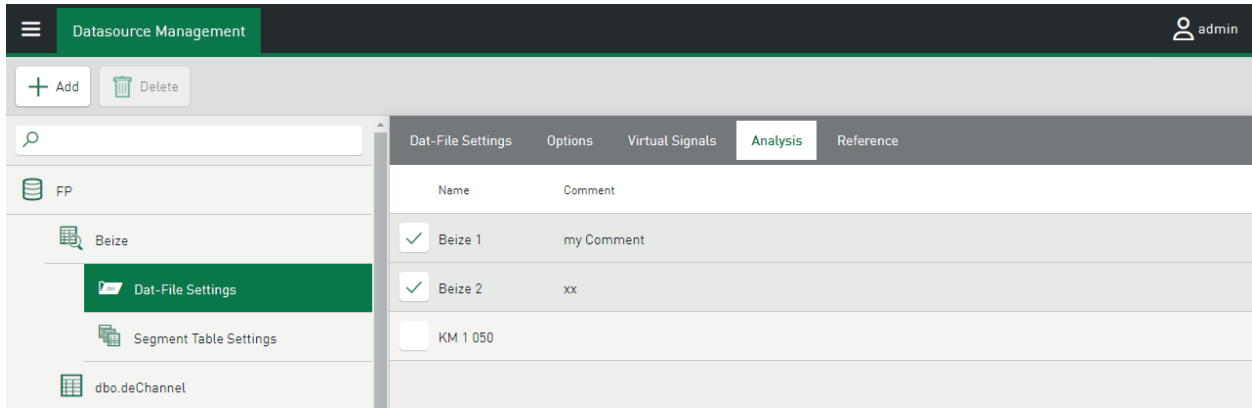 Datasource Management
admin
Add
Delete
FP
Beize
Dat-File Settings
Segment Table Settings
dbo.deChannel
Dat-File Settings Options Virtual Signals Analysis Reference
Name Comment
Beize 1 my Comment
Beize 2 xx
KM 1 050